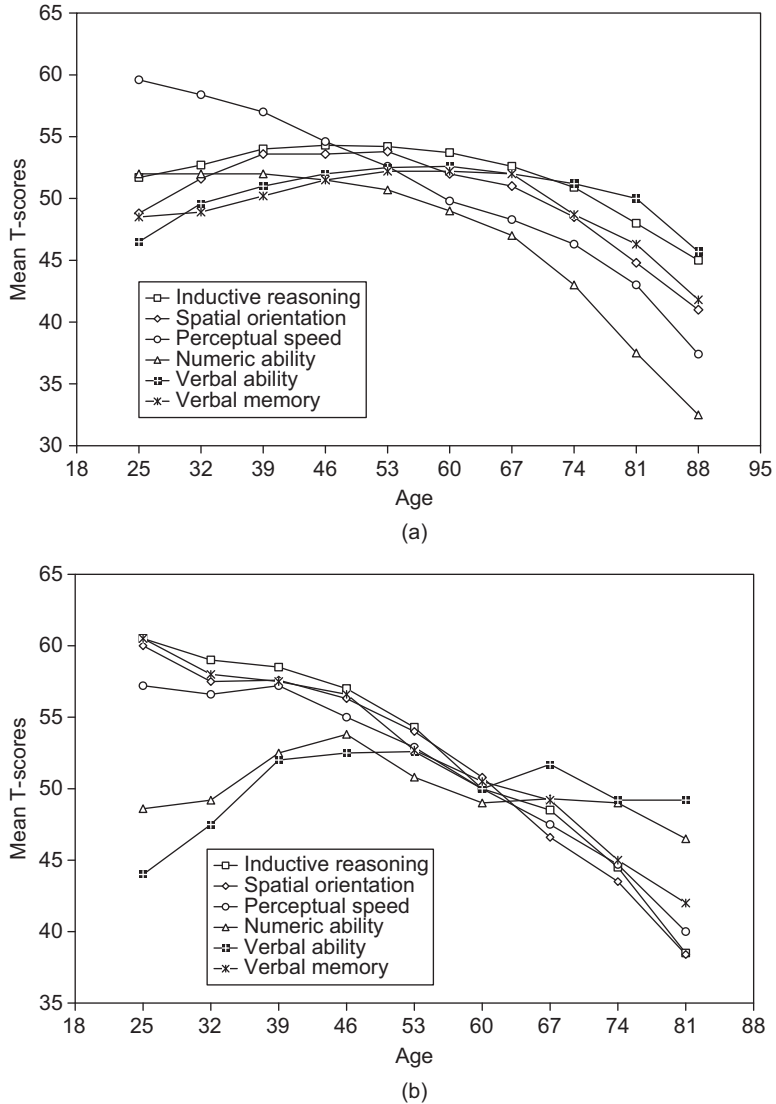 65
60
55
50
45
40
35
30
Mean T-scores
Inductive reasoning
Spatial orientation
Perceptual speed
Numeric ability
Verbal ability
Verbal memory
18 25 32 39 46 53 60 67 74 81 88 95
Age
(a)
65
60
55
50
45
40
35
Mean T-scores
Inductive reasoning
Spatial orientation
Perceptual speed
Numeric ability
Verbal ability
Verbal memory
18 25 32 39 46 53 60 67 74 81 88
Age
(b)